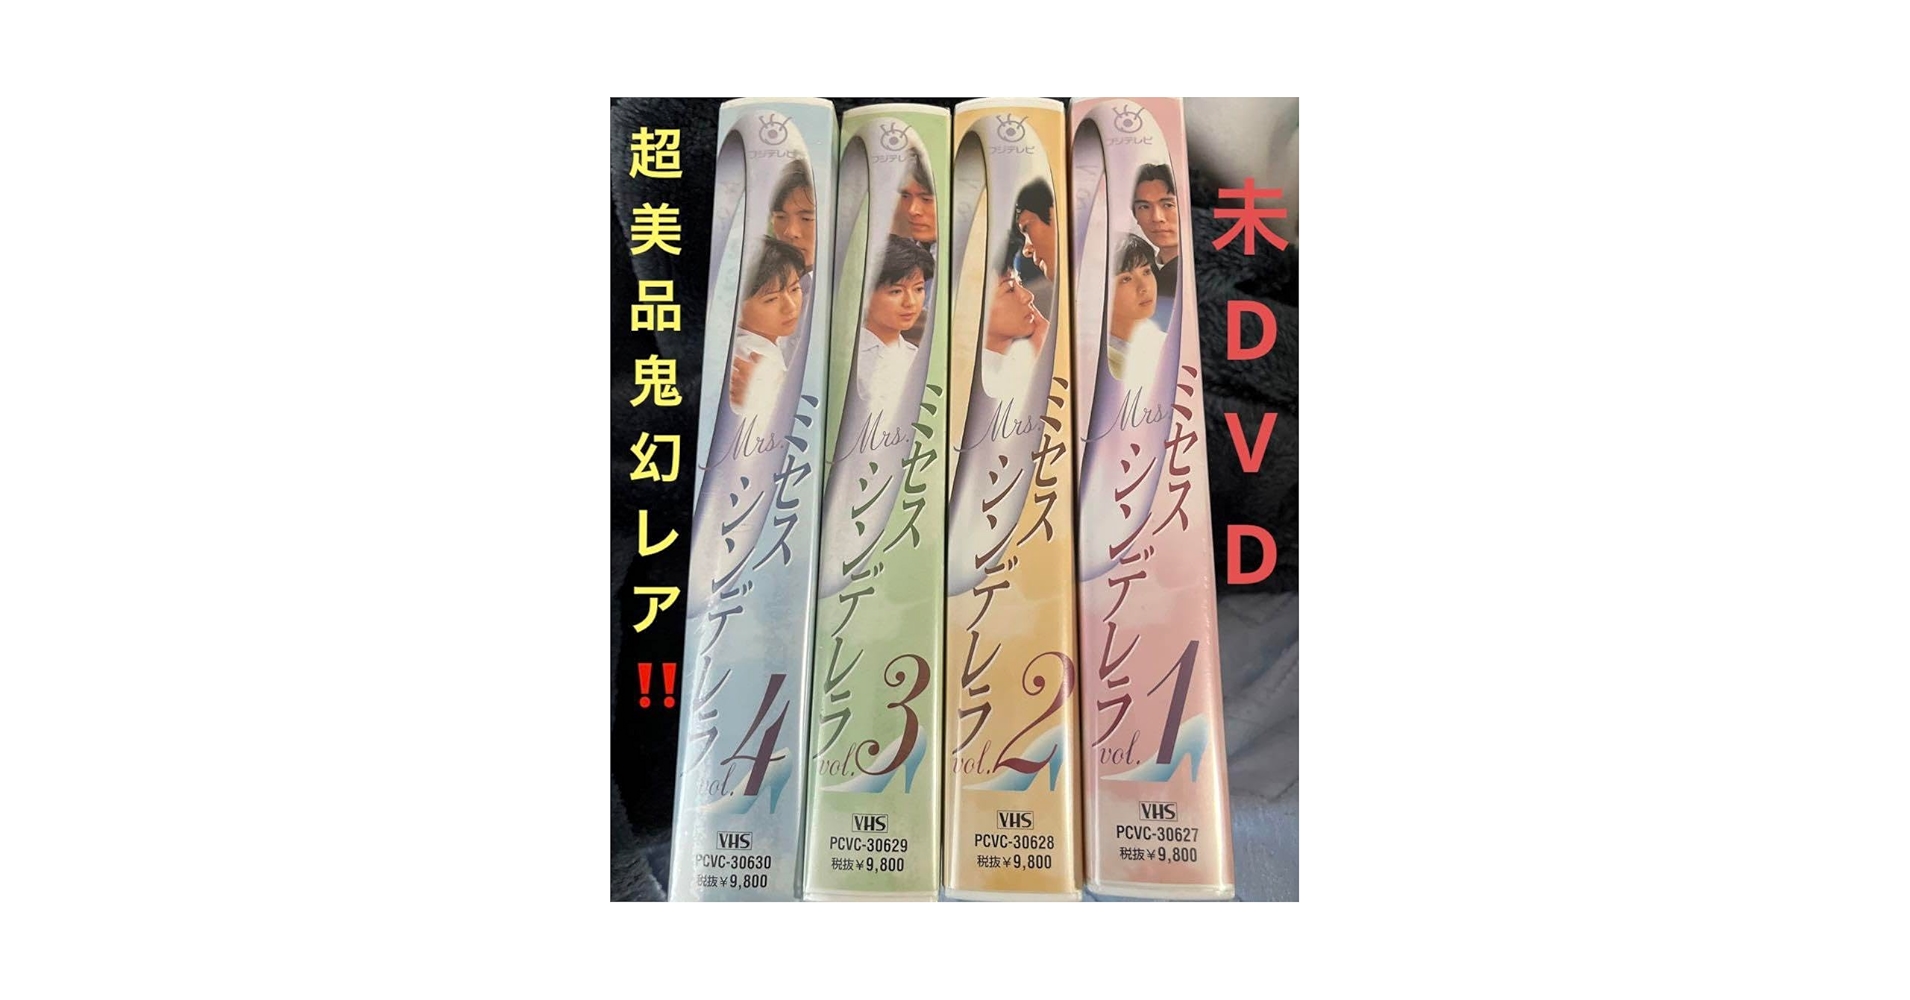 超美品鬼幻レア‼
フジテレビ
Mrs.
ミセス
シンデレラ
vol.4
VHS
PCVC-30630
税抜¥9,800
フジテレビ
Mrs.
ミセス
シンデレラ
vol.3
VHS
PCVC-30629
税抜¥9,800
フジテレビ
Mrs.
ミセス
シンデレラ
vol.2
VHS
PCVC-30628
税抜¥9,800
フジテレビ
Mrs.
ミセス
シンデレラ
vol.1
VHS
PCVC-30627
税抜¥9,800
未DVD